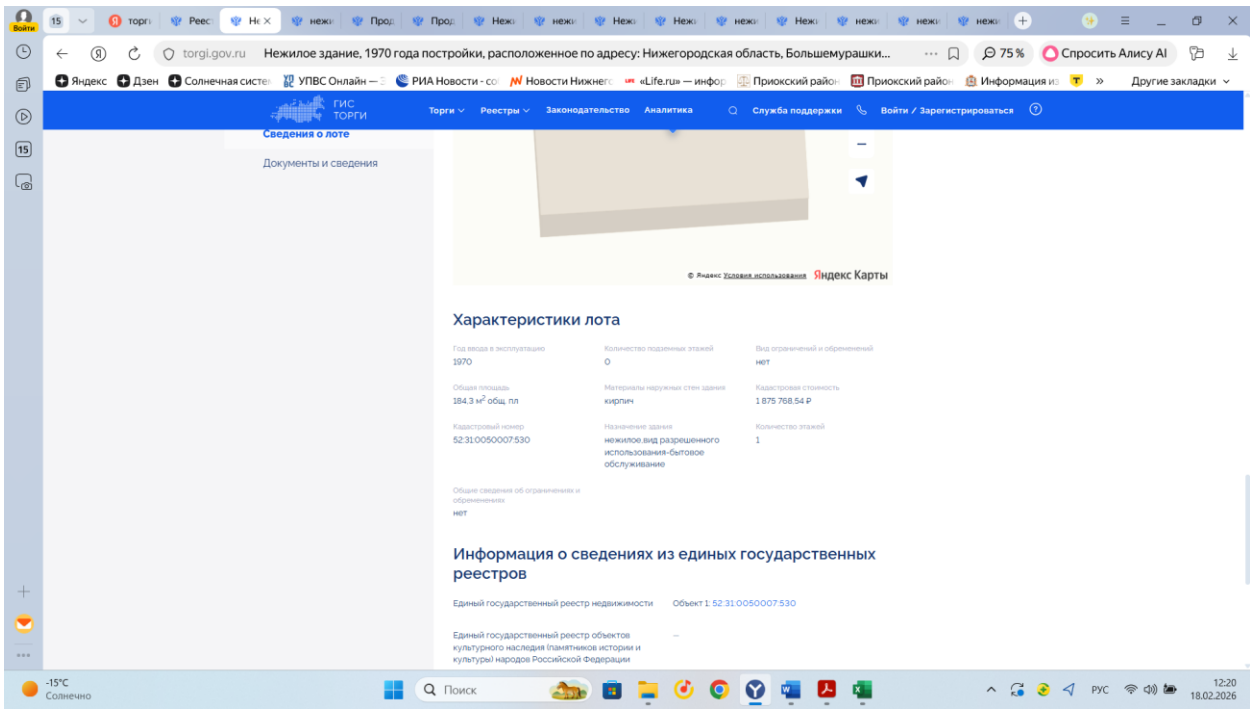 Войти
15
торги
Реес
Не
нежи
Прод
Прод
Нежи
нежи
Нежи
Нежи
нежи
Нежи
нежи
нежи
нежи
torgi.gov.ru
Нежилое здание, 1970 года постройки, расположенное по адресу: Нижегородская область, Большемурашки...
75 %
Спросить Алису AI
Яндекс
Дзен
Солнечная систем
УПВС Онлайн — Э
РИА Новости - со
Новости Нижнего
«Life.ru» — инфор
Приокский район
Приокский район
Информация из
»
Другие закладки
ГИС
ТОРГИ
Торги
Реестры
Законодательство
Аналитика
Служба поддержки
Войти / Зарегистрироваться
15
Сведения о лоте
Документы и сведения
© Яндекс Условия использования Яндекс Карты
Характеристики лота
Год ввода в эксплуатацию
Количество подземных этажей
Вид ограничений и обременений
1970
0
нет
Общая площадь
Материалы наружных стен здания
Кадастровая стоимость
184.3 м² общ. пл
кирпич
1 875 768.54 ₽
Кадастровый номер
Назначение здания
Количество этажей
52:31:0050007:530
нежилое,вид разрешенного
1
использования-бытовое
обслуживание
Общие сведения об ограничениях и
обременениях
нет
Информация о сведениях из единых государственных
реестров
Единый государственный реестр недвижимости
Объект 1: 52:31:0050007:530
Единый государственный реестр объектов
—
культурного наследия (памятников истории и
культуры) народов Российской Федерации
-15°C
Солнечно
Поиск
РУС
12:20
18.02.2026